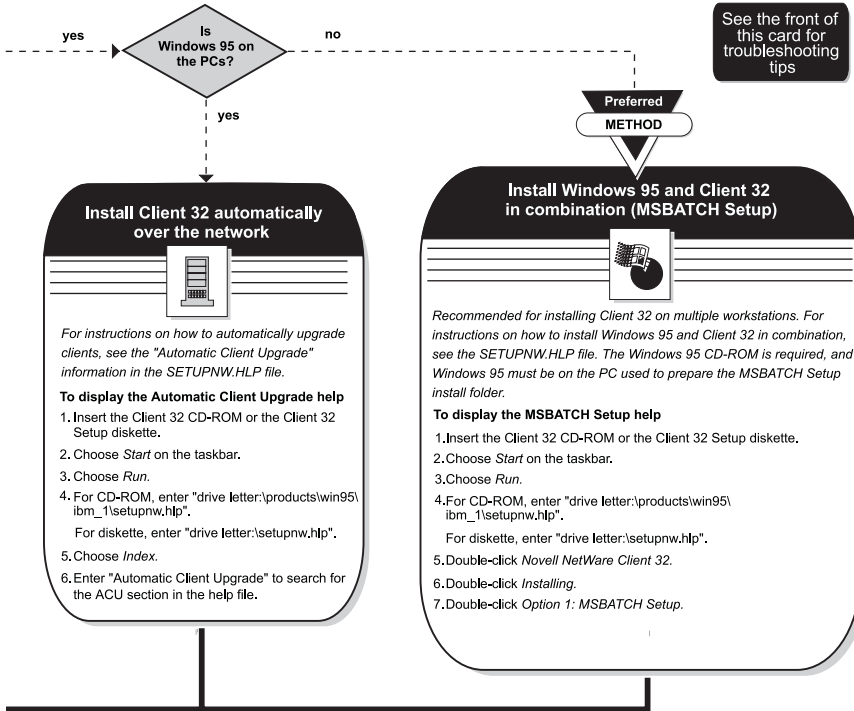 yes
Is
Windows 95 on
the PCs?
no
See the front of
this card for
troubleshooting
tips
yes
Preferred
METHOD
Install Client 32 automatically
over the network
For instructions on how to automatically upgrade
clients, see the "Automatic Client Upgrade"
information in the SETUPNW.HLP file.
To display the Automatic Client Upgrade help
1. Insert the Client 32 CD-ROM or the Client 32
Setup diskette.
2. Choose Start on the taskbar.
3. Choose Run.
4. For CD-ROM, enter "drive letter:\products\win95\
ibm_1\setupnw.hlp".
For diskette, enter "drive letter:\setupnw.hlp".
5. Choose Index.
6. Enter "Automatic Client Upgrade" to search for
the ACU section in the help file.
Install Windows 95 and Client 32
in combination (MSBATCH Setup)
Recommended for installing Client 32 on multiple workstations. For
instructions on how to install Windows 95 and Client 32 in combination,
see the SETUPNW.HLP file. The Windows 95 CD-ROM is required, and
Windows 95 must be on the PC used to prepare the MSBATCH Setup
install folder.
To display the MSBATCH Setup help
1.Insert the Client 32 CD-ROM or the Client 32 Setup diskette.
2.Choose Start on the taskbar.
3.Choose Run.
4.For CD-ROM, enter "drive letter:\products\win95\
ibm_1\setupnw.hlp".
For diskette, enter "drive letter:\setupnw.hlp".
5.Double-click Novell NetWare Client 32.
6.Double-click Installing.
7.Double-click Option 1: MSBATCH Setup.